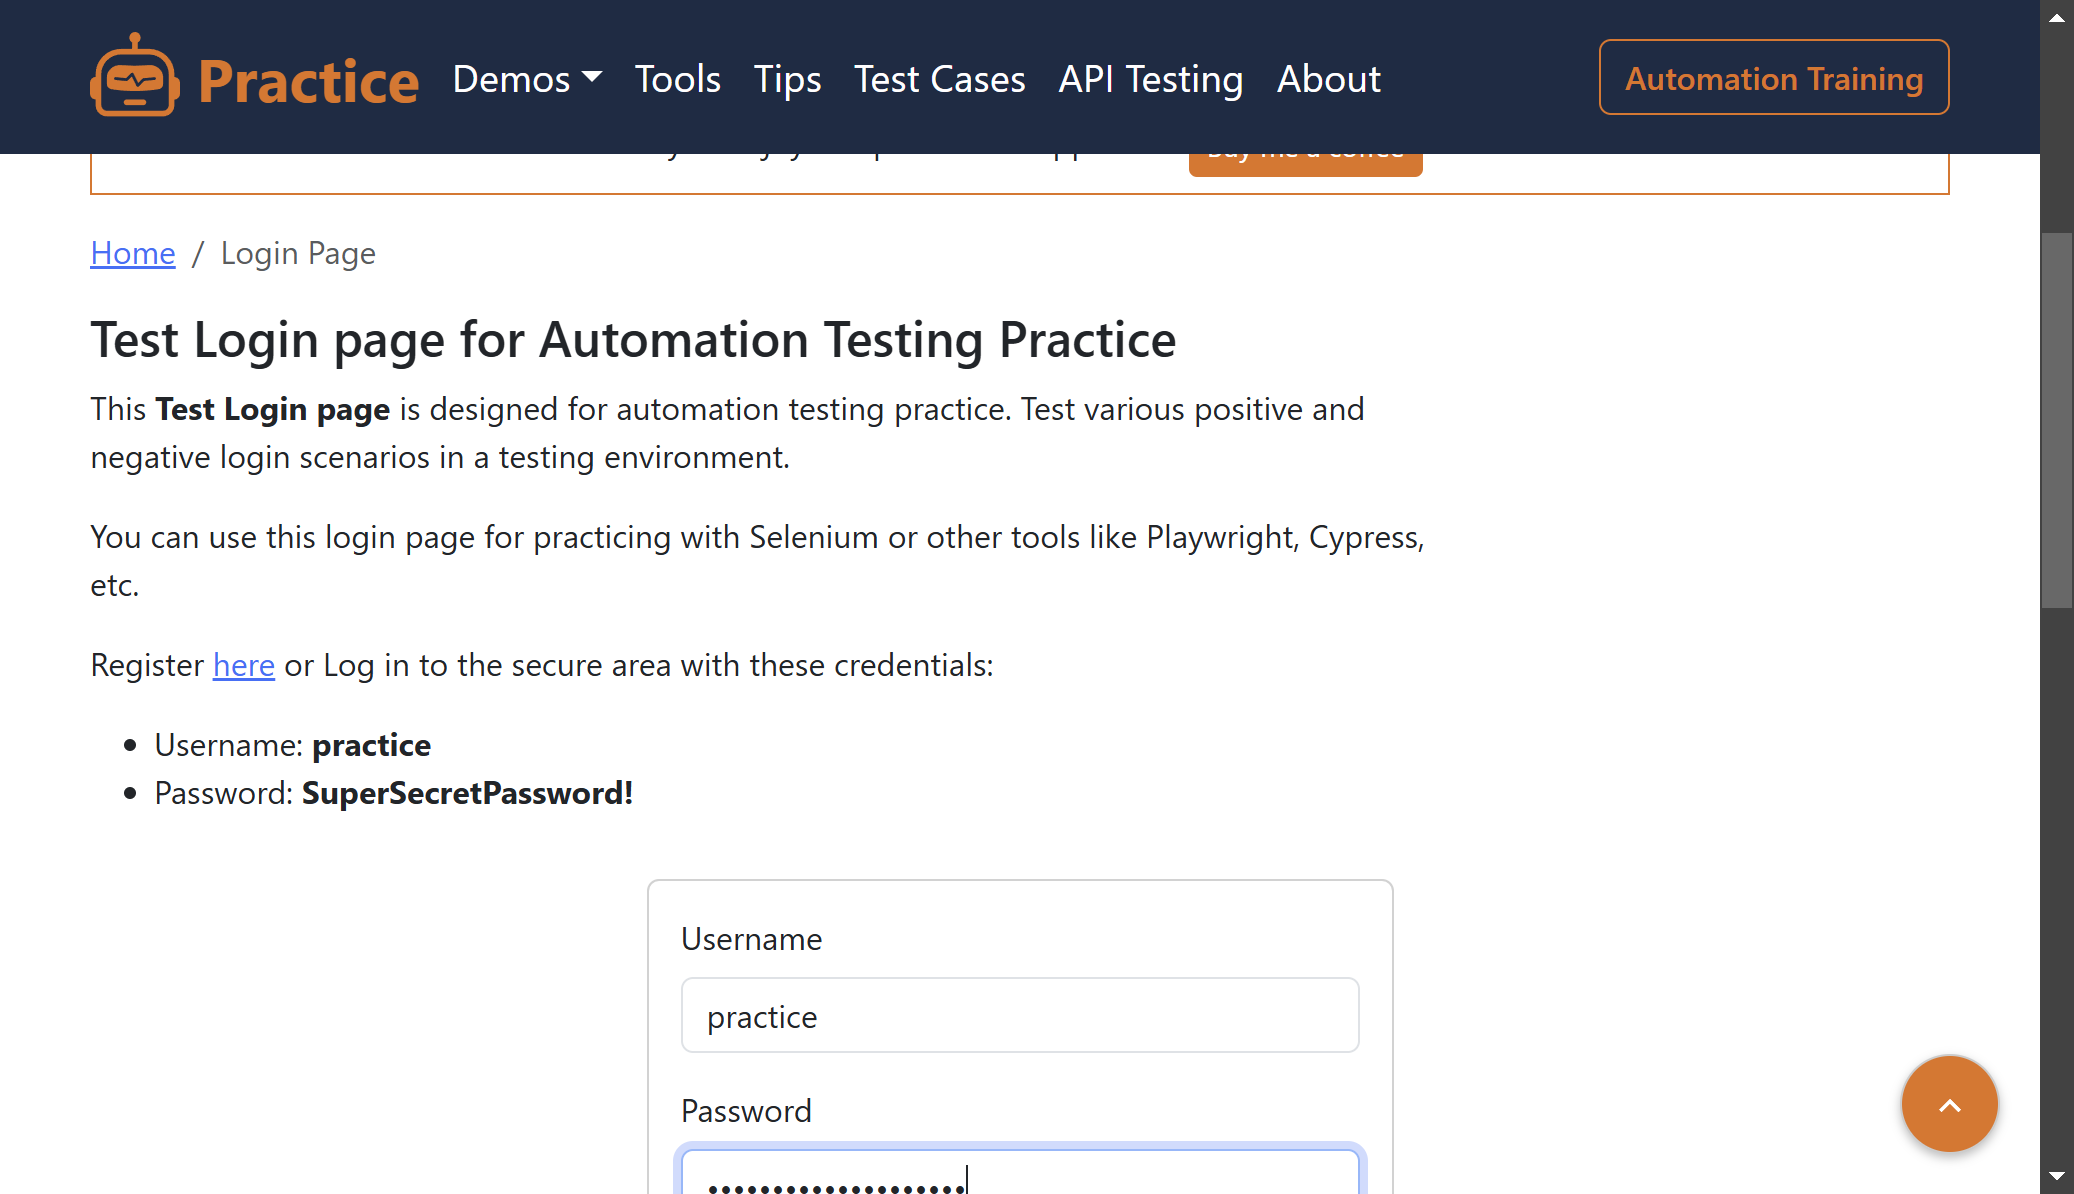 Practice Demos Tools Tips Test Cases API Testing About Automation Training
Buy me a coffee
Home / Login Page
Test Login page for Automation Testing Practice
This Test Login page is designed for automation testing practice. Test various positive and
negative login scenarios in a testing environment.
You can use this login page for practicing with Selenium or other tools like Playwright, Cypress,
etc.
Register here or Log in to the secure area with these credentials:
Username: practice
Password: SuperSecretPassword!
Username
practice
Password
••••••••••••••••••••